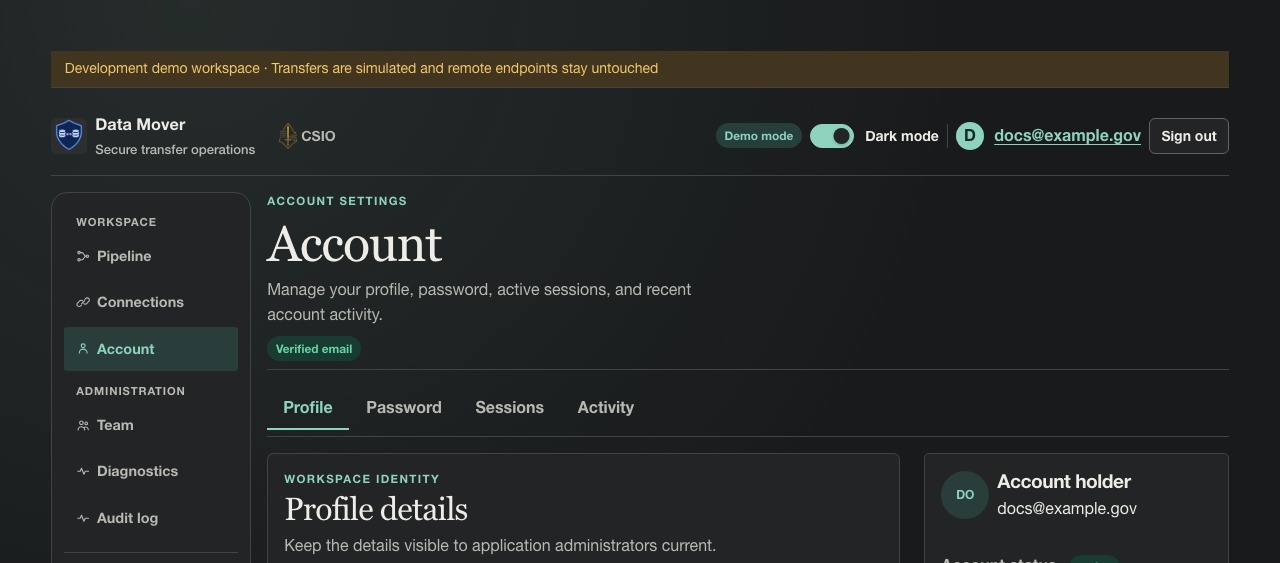 Development demo workspace · Transfers are simulated and remote endpoints stay untouched
Data Mover
Secure transfer operations
CSIO
Demo mode
Dark mode
D
docs@example.gov
Sign out
WORKSPACE
Pipeline
Connections
Account
ADMINISTRATION
Team
Diagnostics
Audit log
ACCOUNT SETTINGS
Account
Manage your profile, password, active sessions, and recent
account activity.
Verified email
Profile
Password
Sessions
Activity
WORKSPACE IDENTITY
Profile details
Keep the details visible to application administrators current.
DO
Account holder
docs@example.gov
Account status